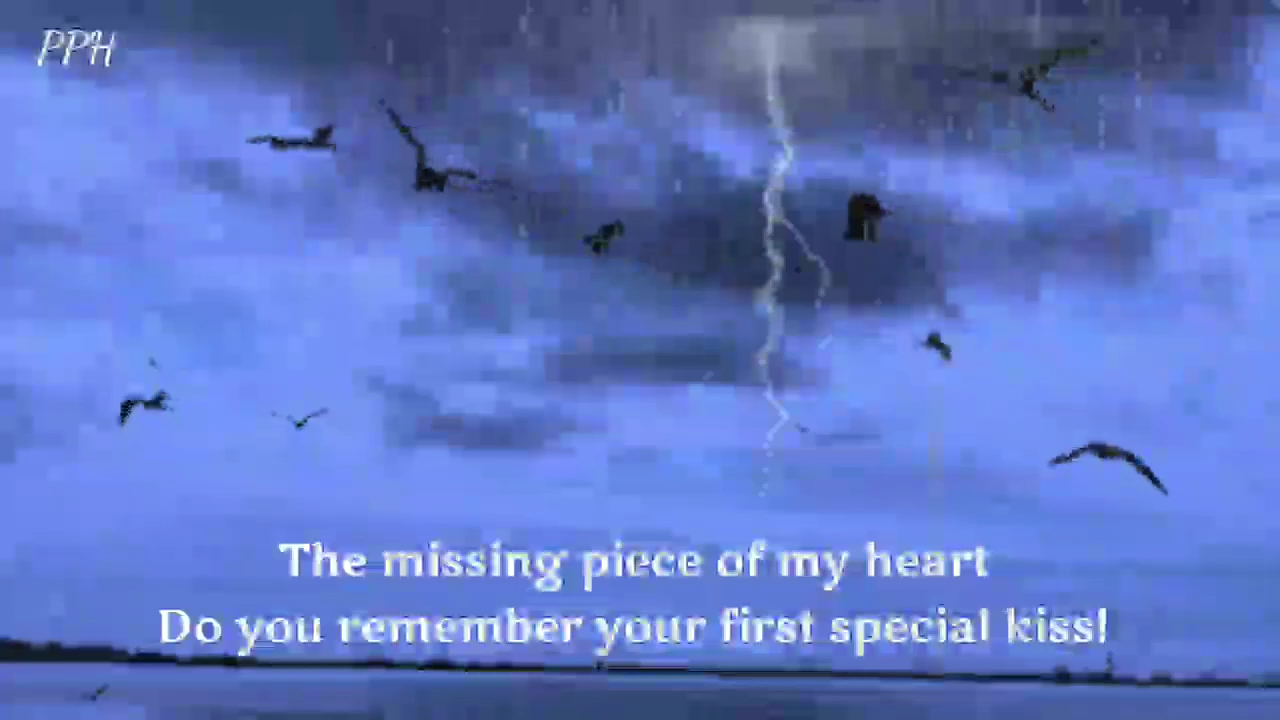 PPH
The missing piece of my heart
Do you remember your first special kiss!